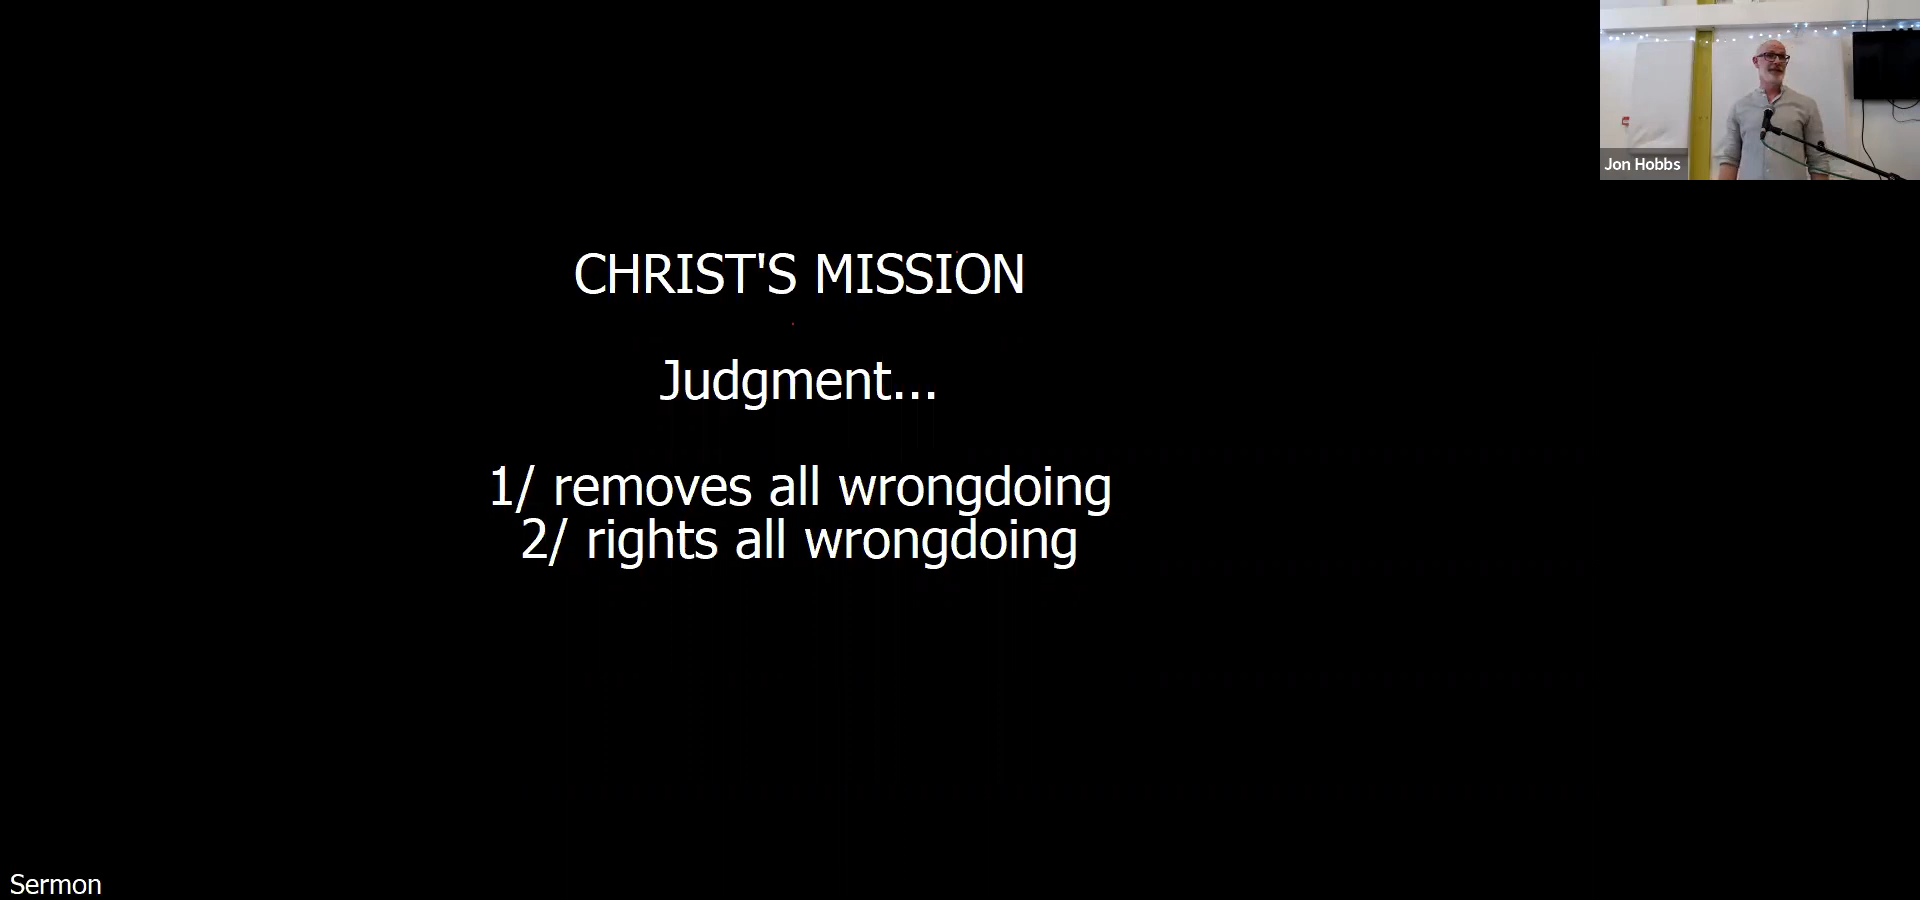 CHRIST'S MISSION
Judgment...
1/ removes all wrongdoing
2/ rights all wrongdoing
Jon Hobbs
Sermon